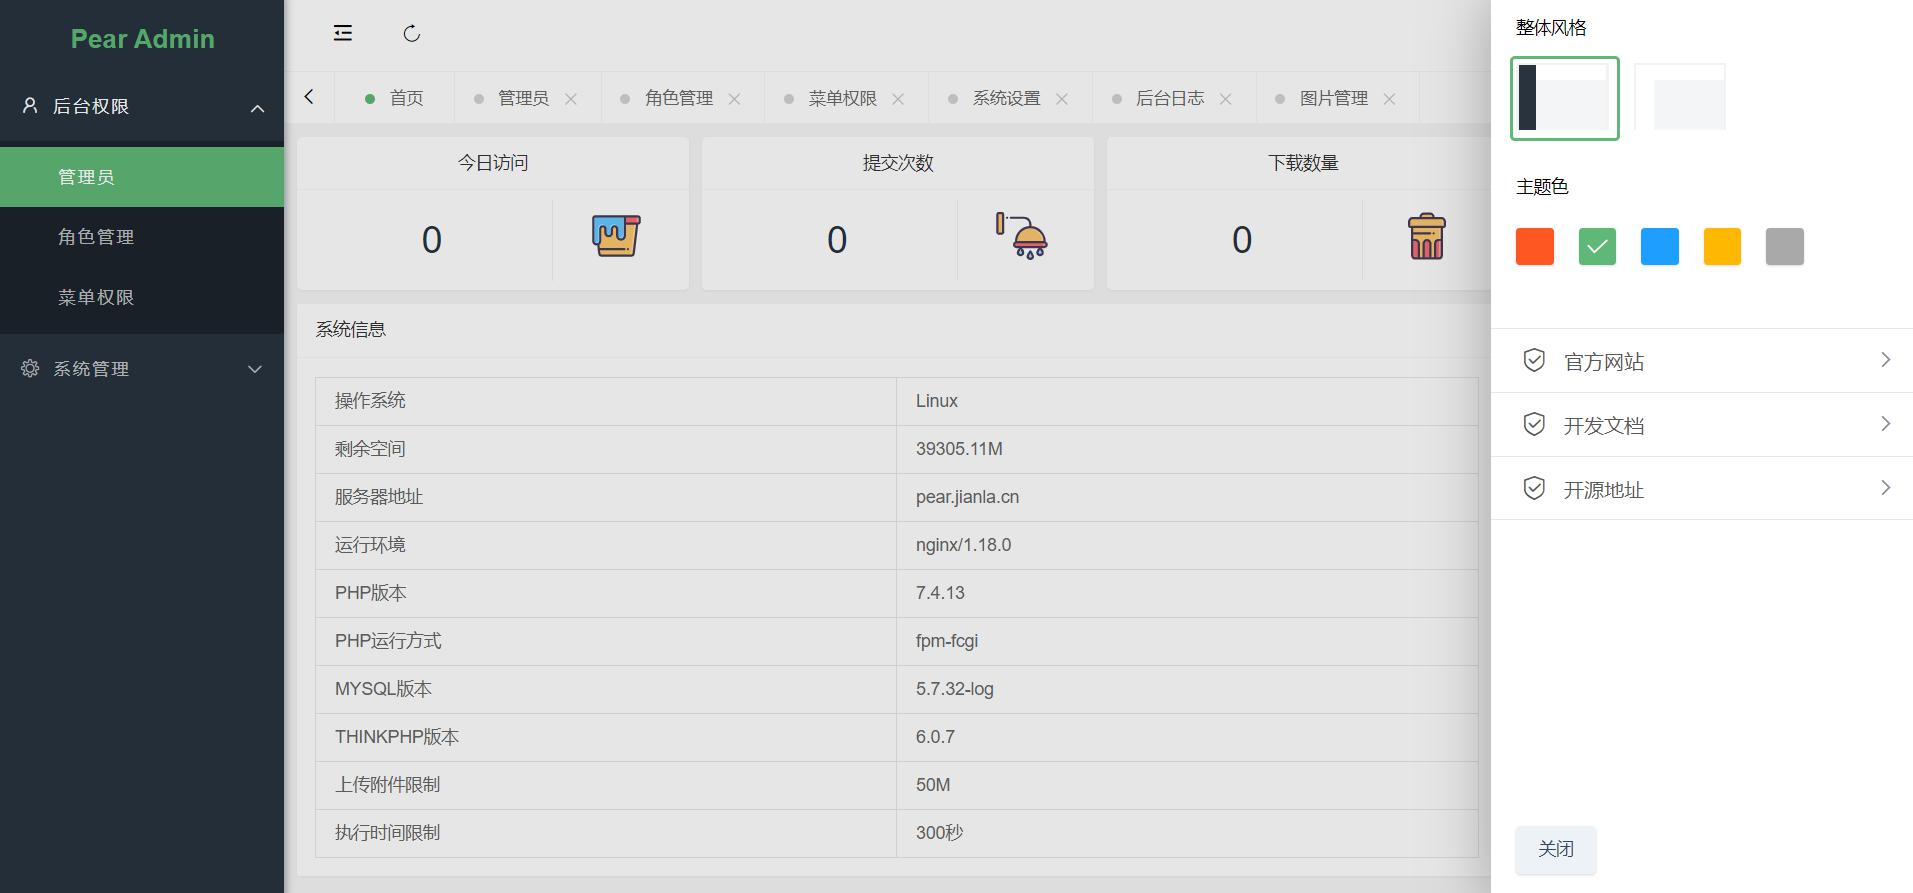 Pear Admin
后台权限
管理员
角色管理
菜单权限
系统管理
首页 管理员 角色管理 菜单权限 系统设置 后台日志 图片管理
今日访问 提交次数 下载数量
0 0 0
系统信息
操作系统 Linux
剩余空间 39305.11M
服务器地址 pear.jianla.cn
运行环境 nginx/1.18.0
PHP版本 7.4.13
PHP运行方式 fpm-fcgi
MYSQL版本 5.7.32-log
THINKPHP版本 6.0.7
上传附件限制 50M
执行时间限制 300秒
整体风格
主题色
官方网站
开发文档
开源地址
关闭